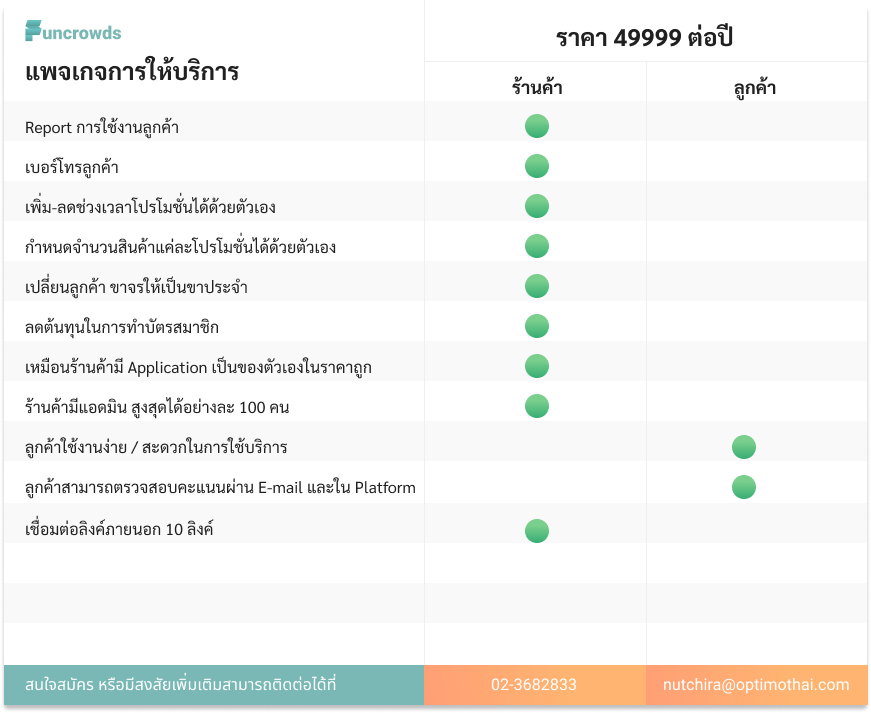 Funcrowds
แพจเกจการให้บริการ
ราคา 49999 ต่อปี
ร้านค้า
ลูกค้า
Report การใช้งานลูกค้า
เบอร์โทรลูกค้า
เพิ่ม-ลดช่วงเวลาโปรโมชั่นได้ด้วยตัวเอง
กำหนดจำนวนสินค้าแค่ละโปรโมชั่นได้ด้วยตัวเอง
เปลี่ยนลูกค้า ขาจรให้เป็นขาประจำ
ลดต้นทุนในการทำบัตรสมาชิก
เหมือนร้านค้ามี Application เป็นของตัวเองในราคาถูก
ร้านค้ามีแอดมิน สูงสุดได้อย่างละ 100 คน
ลูกค้าใช้งานง่าย / สะดวกในการใช้บริการ
ลูกค้าสามารถตรวจสอบคะแนนผ่าน E-mail และใน Platform
เชื่อมต่อลิงค์ภายนอก 10 ลิงค์
สนใจสมัคร หรือมีสงสัยเพิ่มเติมสามารถติดต่อได้ที่
02-3682833
nutchira@optimothai.com